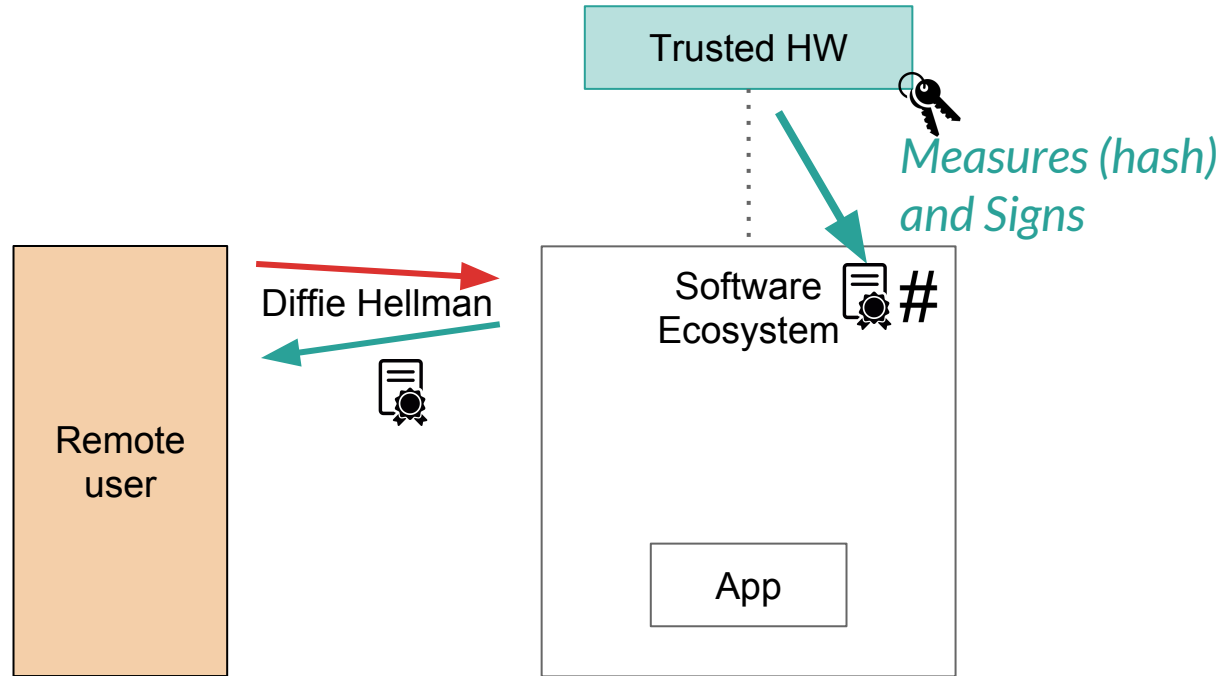 Trusted HW
Measures (hash)
and Signs
Diffie Hellman
Software
Ecosystem
#
Remote
user
App